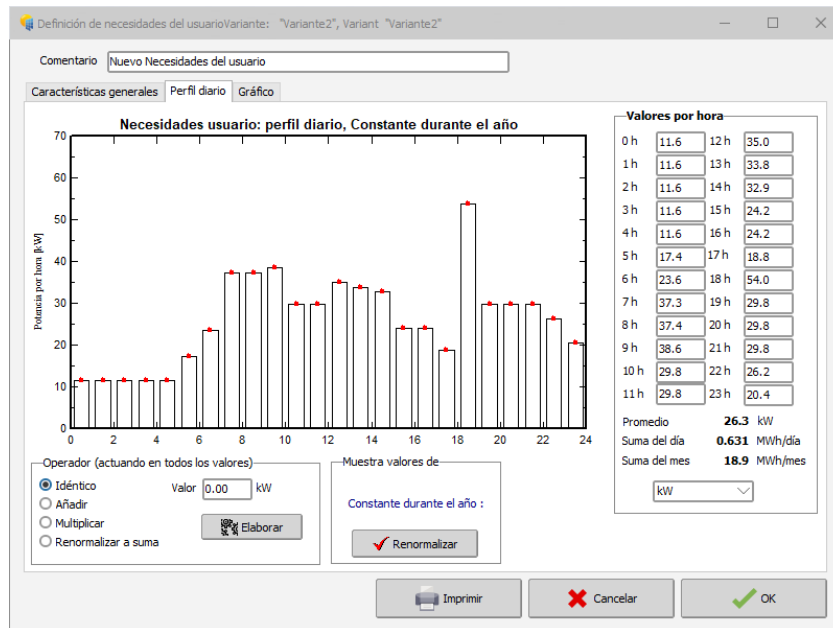 Definición de necesidades del usuarioVariante: "Variante2", Variant "Variante2"
Comentario Nuevo Necesidades del usuario
Características generales Perfil diario Gráfico
Necesidades usuario: perfil diario, Constante durante el año
70
60
50
40
30
20
10
0
Potencia por hora [kW]
0 2 4 6 8 10 12 14 16 18 20 22 24
Valores por hora
0 h 11.6 12 h 35.0
1 h 11.6 13 h 33.8
2 h 11.6 14 h 32.9
3 h 11.6 15 h 24.2
4 h 11.6 16 h 24.2
5 h 17.4 17 h 18.8
6 h 23.6 18 h 54.0
7 h 37.3 19 h 29.8
8 h 37.4 20 h 29.8
9 h 38.6 21 h 29.8
10 h 29.8 22 h 26.2
11 h 29.8 23 h 20.4
Promedio 26.3 kW
Suma del día 0.631 MWh/día
Suma del mes 18.9 MWh/mes
kW
Operador (actuando en todos los valores)
Idéntico
Añadir
Multiplicar
Renormalizar a suma
Valor 0.00 kW
Elaborar
Muestra valores de
Constante durante el año :
Renormalizar
Imprimir Cancelar OK